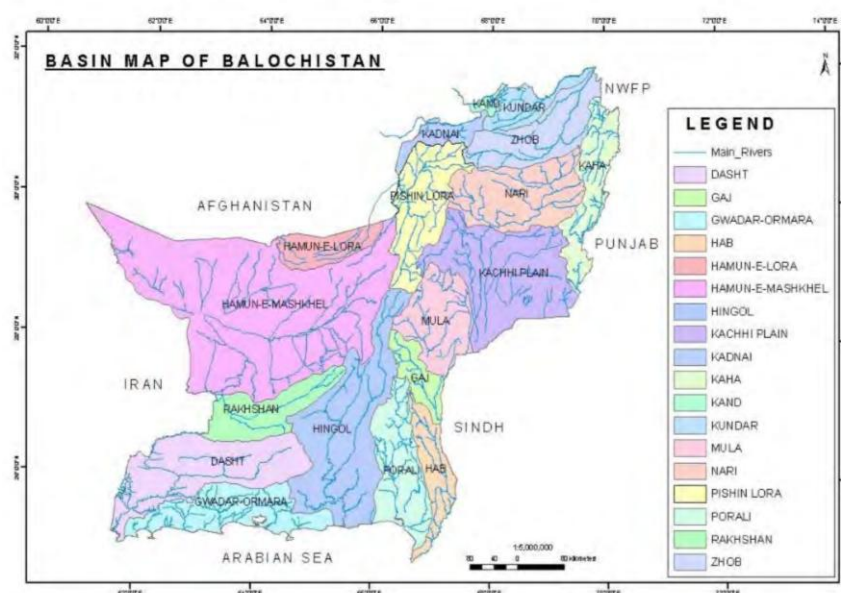 BASIN MAP OF BALOCHISTAN
NWFP
KAND
KUNDAR
KADNAI
ZHOB
KAHA
PISHIN LORA
NARI
AFGHANISTAN
PUNJAB
HAMUN-E-LORA
KACHHI PLAIN
HAMUN-E-MASHKHEL
MULA
IRAN
GAJ
RAKHSHAN
SINDH
HINGOL
DASHT
PORALI
HAB
GWADAR-ORMARA
ARABIAN SEA
1:5,000,000
LEGEND
Main_Rivers
DASHT
GAJ
GWADAR-ORMARA
HAB
HAMUN-E-LORA
HAMUN-E-MASHKHEL
HINGOL
KACHHI PLAIN
KADNAI
KAHA
KAND
KUNDAR
MULA
NARI
PISHIN LORA
PORALI
RAKHSHAN
ZHOB